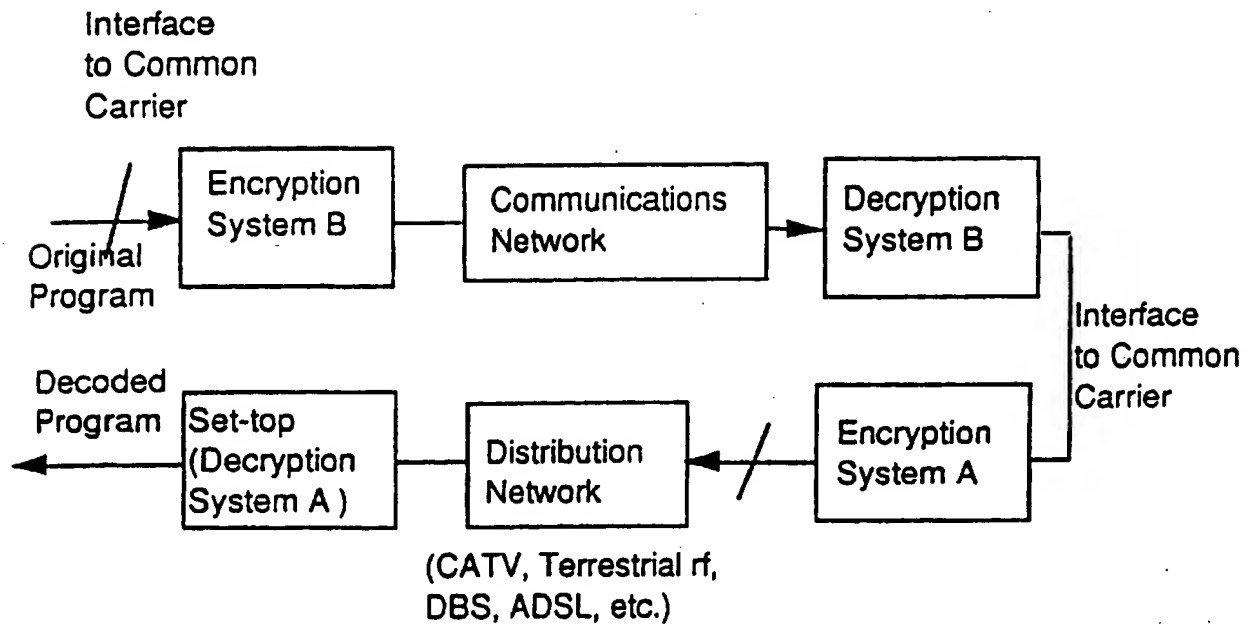 Interface
to Common
Carrier
Encryption
System B
Communications
Network
Decryption
System B
Original
Program
Interface
to Common
Carrier
Decoded
Program
Set-top
(Decryption
System A )
Distribution
Network
Encryption
System A
(CATV, Terrestrial rf,
DBS, ADSL, etc.)